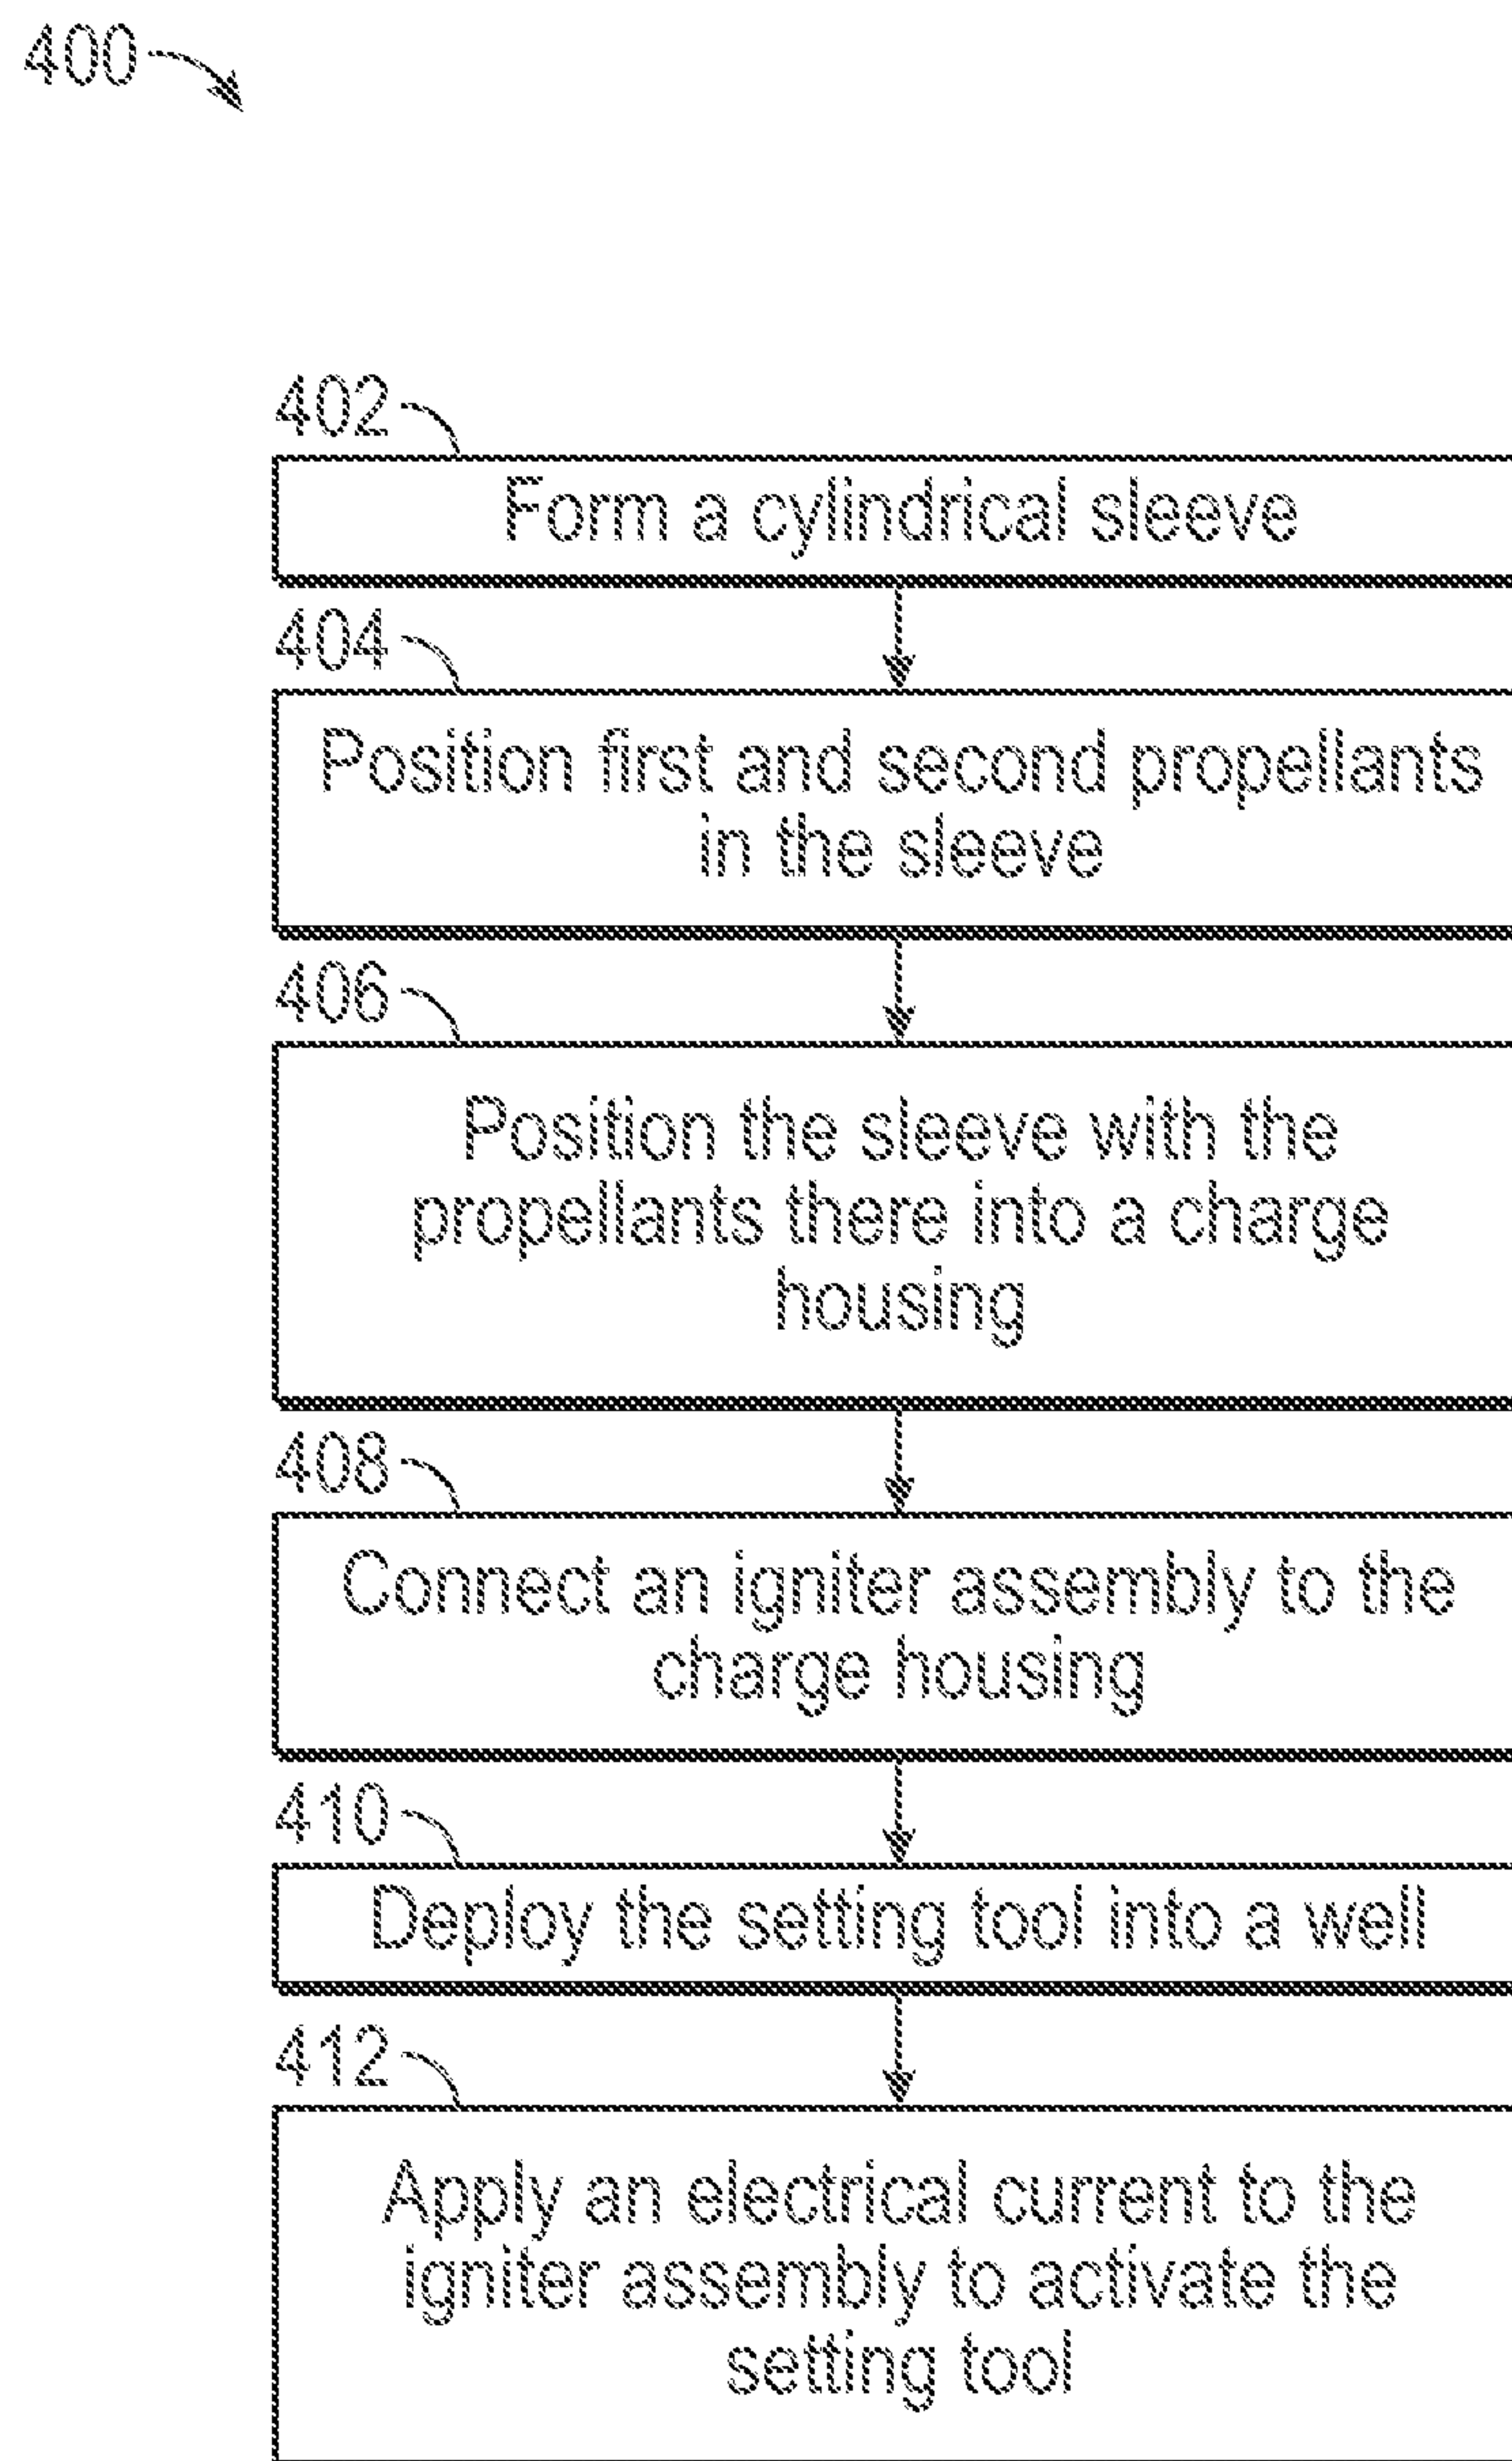 400
402
Form a cylindrical sleeve
404
Position first and second propellants
in the sleeve
406
Position the sleeve with the
propellants there into a charge
housing
408
Connect an igniter assembly to the
charge housing
410
Deploy the setting tool into a well
412
Apply an electrical current to the
igniter assembly to activate the
setting tool